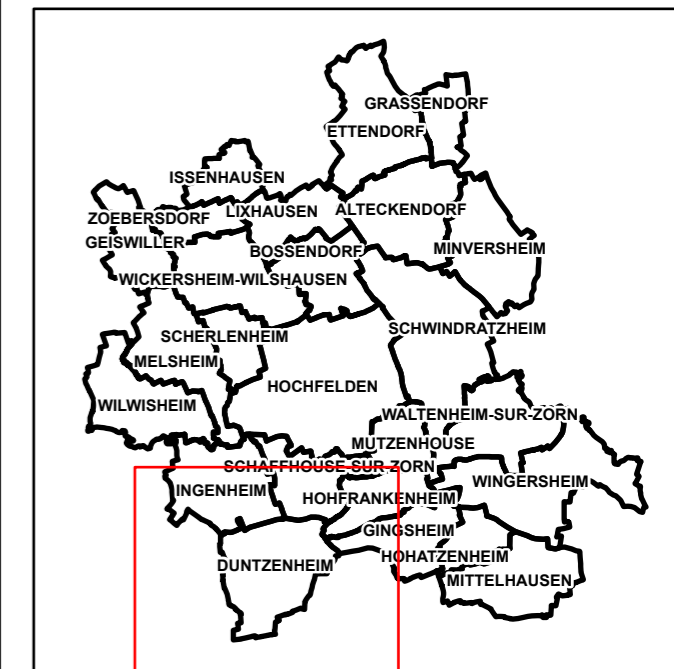 GRASSENDORF
ETTENDORF
ISSENHAUSEN
LIXHAUSEN
ALTECKENDORF
ZOEBERSDORF
GEISWILLER
BOSSENDORF
MINVERSHEIM
WICKERSHEIM-WILSHAUSEN
SCHWINDRATZHEIM
SCHERLENHEIM
MELSHEIM
HOCHFELDEN
WILWISHEIM
WALTENHEIM-SUR-ZORN
MUTZENHOUSE
SCHAFFHOUSE-SUR-ZORN
WINGERSHEIM
INGENHEIM
HOHFRANKENHEIM
GINGSHEIM
HOHATZENHEIM
DUNTZENHEIM
MITTELHAUSEN